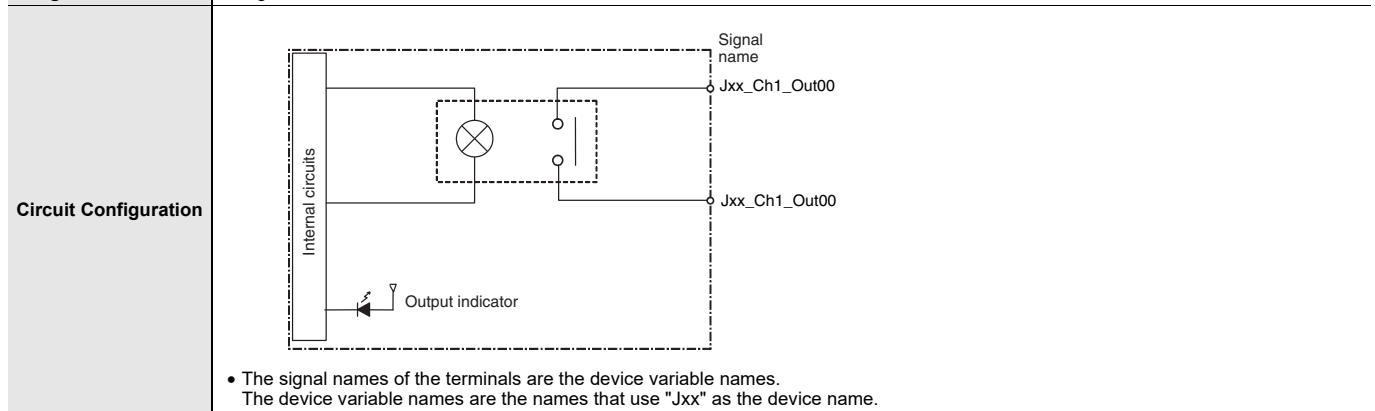 Circuit Configuration
Signal
name
Jxx_Ch1_Out00
Internal circuits
Jxx_Ch1_Out00
Output indicator
• The signal names of the terminals are the device variable names.
The device variable names are the names that use "Jxx" as the device name.